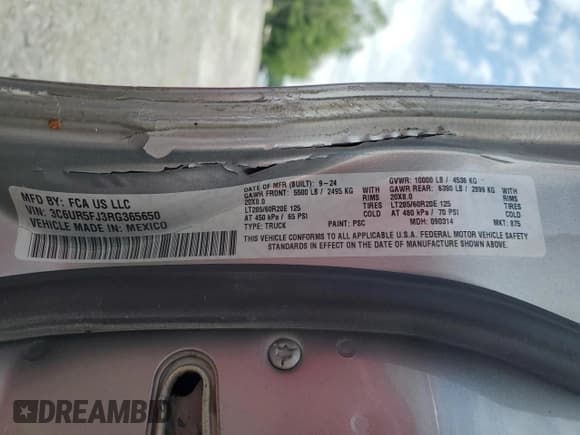 MFD BY: FCA US LLC
VIN: 3C6UR5FJ3RG365650
VEHICLE MADE IN: MEXICO
DATE OF MFR (BUILT): 9-24
GAWR FRONT: 5500 LB / 2495 KG
20X8.0 WITH RIMS
LT285/60R20E 125 TIRES
AT 450 kPa / 65 PSI COLD
TYPE: TRUCK
PAINT: PSC
GVWR: 10000 LB / 4536 KG
GAWR REAR: 6390 LB / 2898 KG
20X8.0 WITH RIMS
LT285/60R20E 125 TIRES
AT 480 kPa / 70 PSI COLD
MDH: 090314
MKT: 875
THIS VEHICLE CONFORMS TO ALL APPLICABLE U.S.A. FEDERAL MOTOR VEHICLE SAFETY
STANDARDS IN EFFECT ON THE DATE OF MANUFACTURE SHOWN ABOVE.
DREAMBID